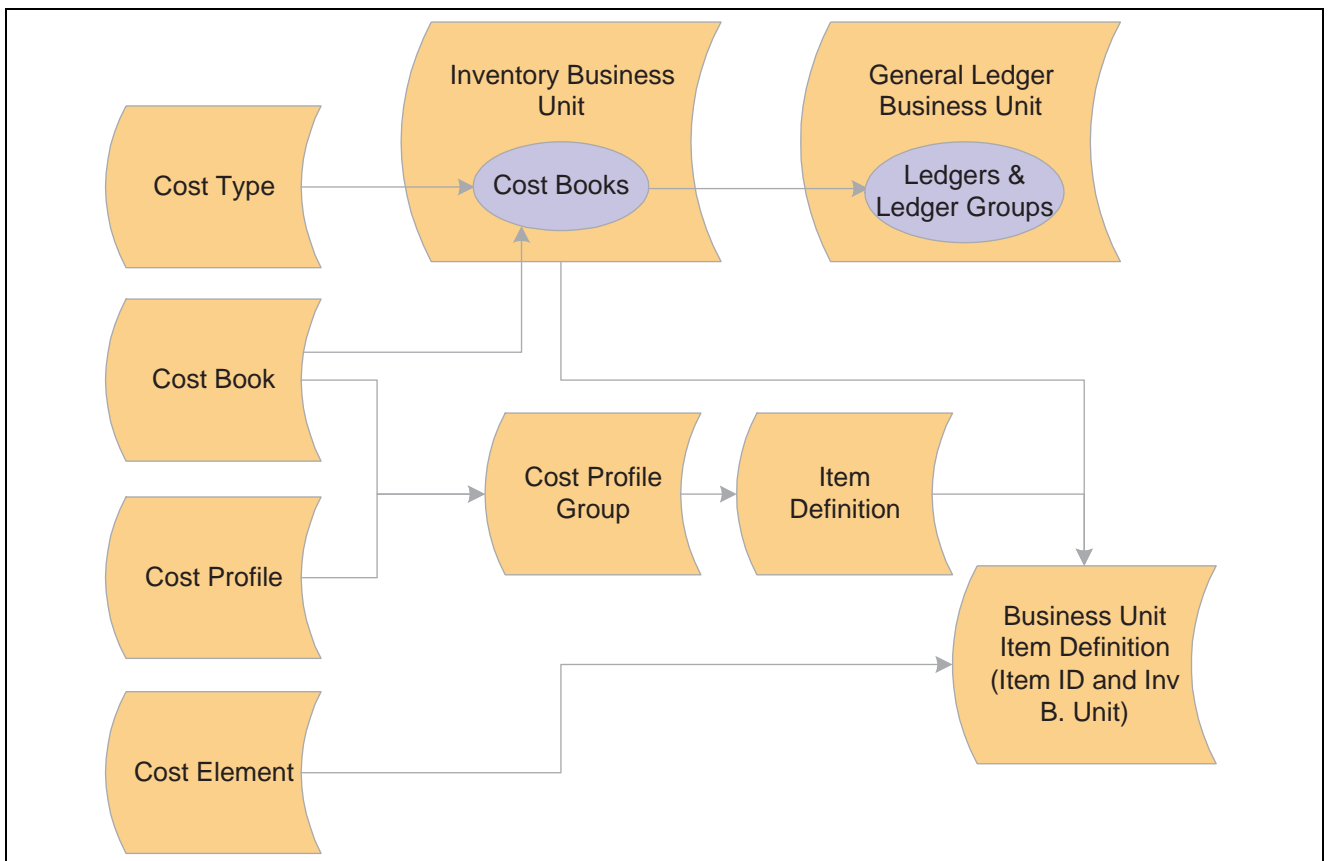 Inventory Business
Unit
General Ledger
Business Unit
Cost Type
Cost Books
Ledgers &
Ledger Groups
Cost Book
Cost Profile
Group
Item
Definition
Cost Profile
Business Unit
Item Definition
(Item ID and Inv
B. Unit)
Cost Element